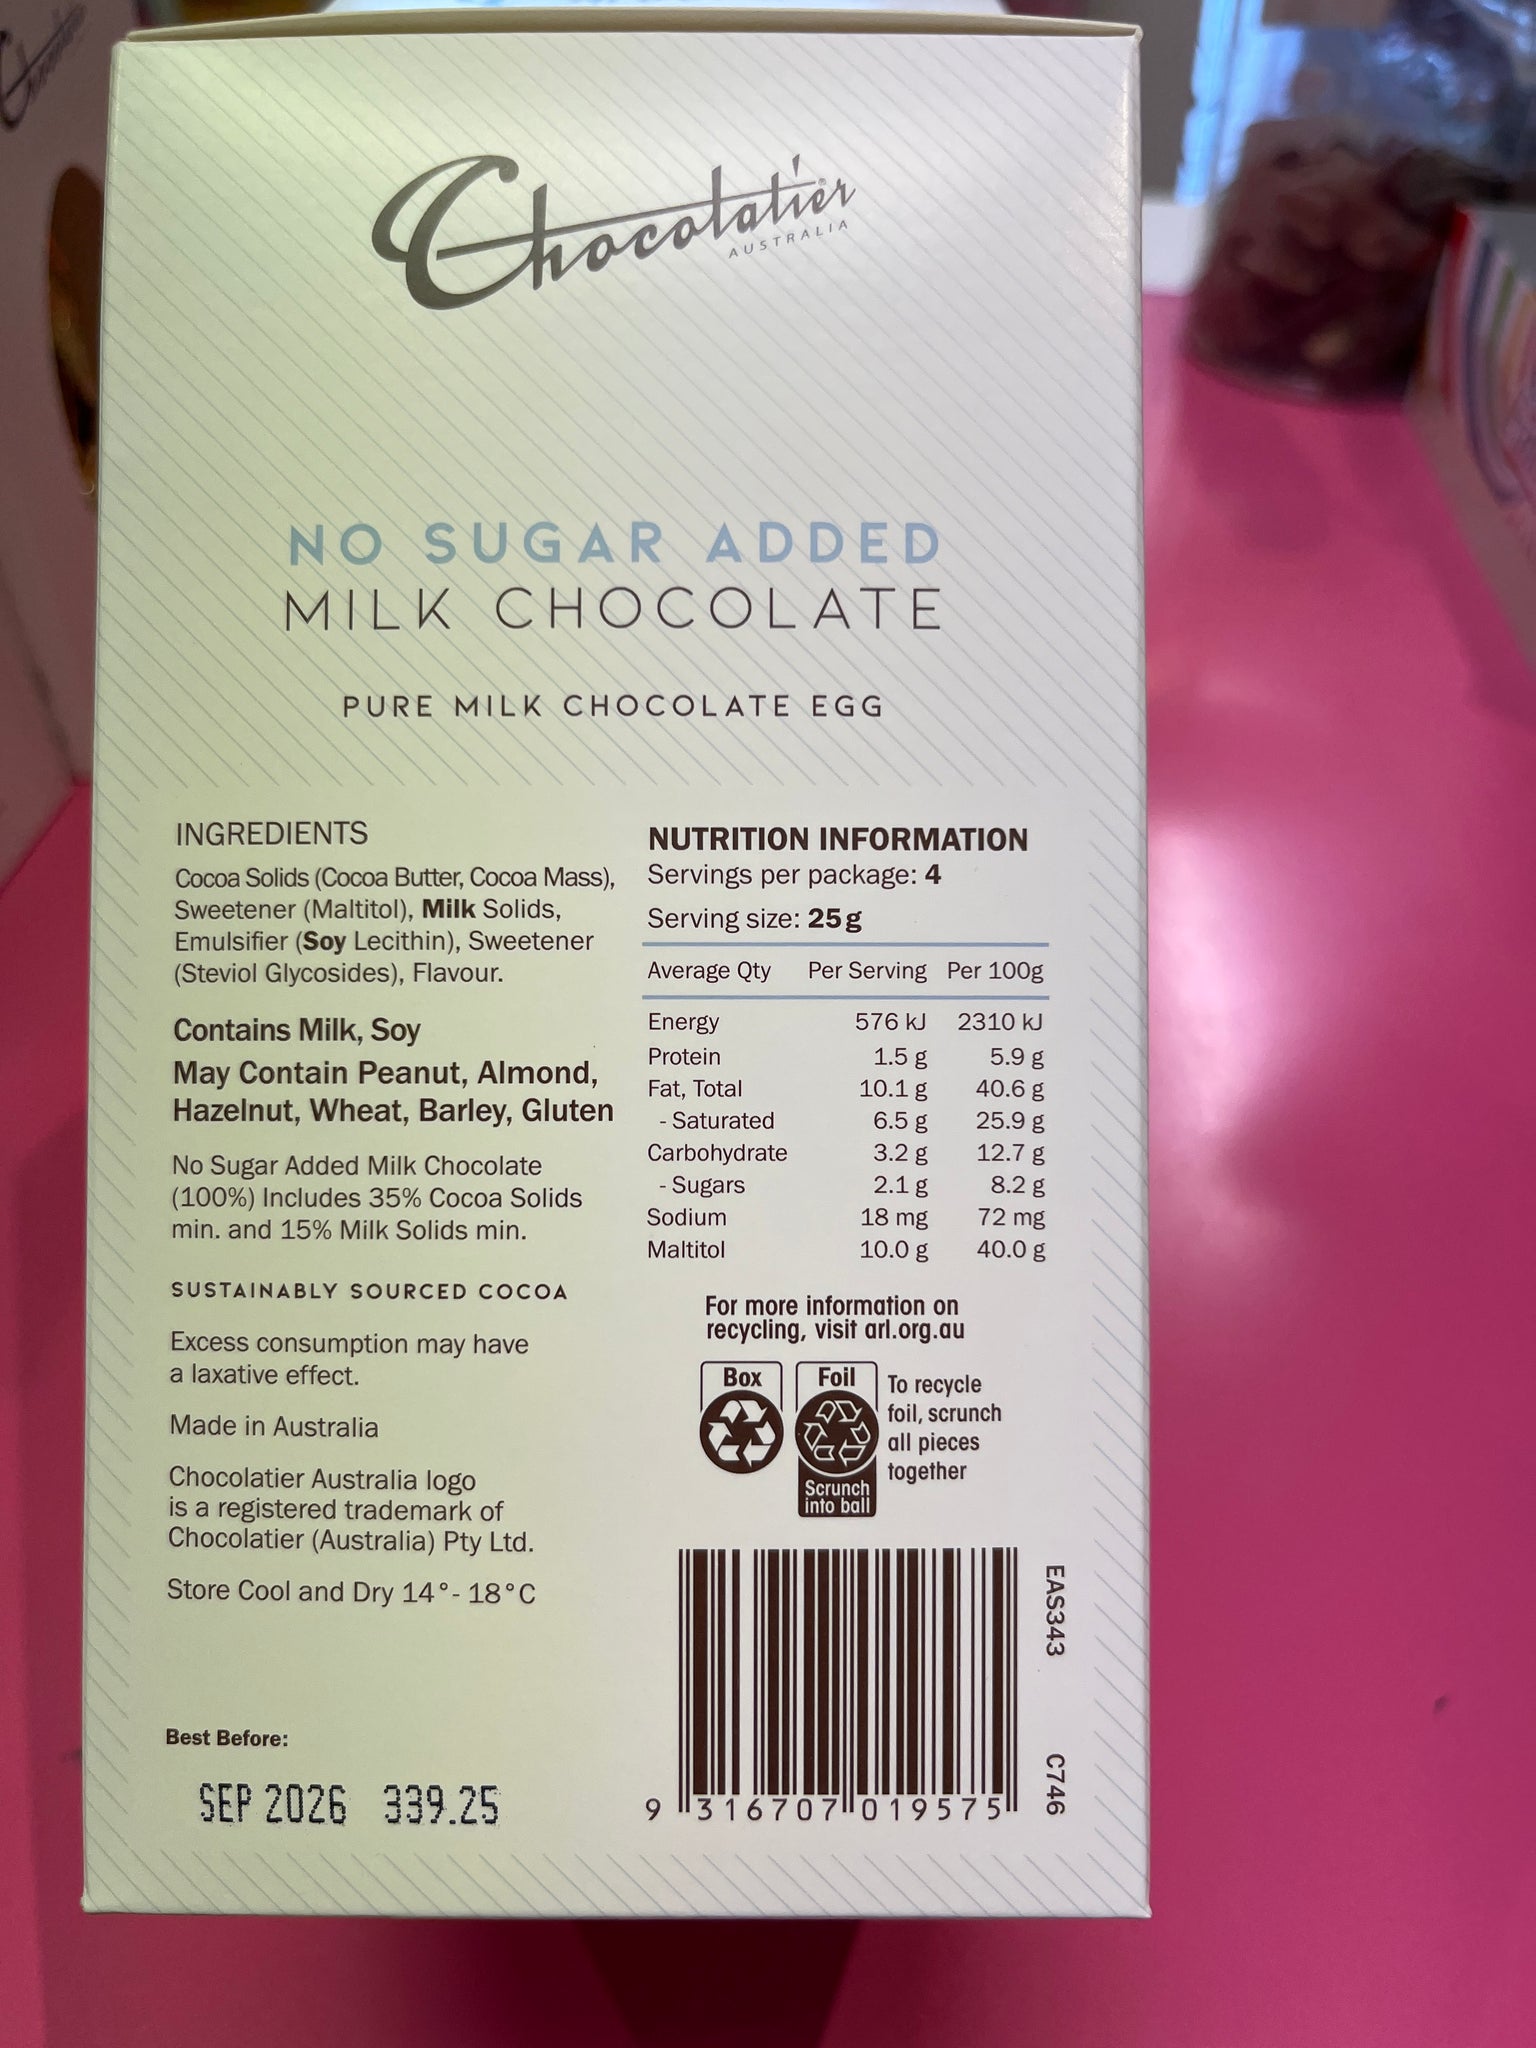 Chocolatier®
AUSTRALIA
NO SUGAR ADDED
MILK CHOCOLATE
PURE MILK CHOCOLATE EGG
INGREDIENTS
Cocoa Solids (Cocoa Butter, Cocoa Mass),
Sweetener (Maltitol), Milk Solids,
Emulsifier (Soy Lecithin), Sweetener
(Steviol Glycosides), Flavour.
Contains Milk, Soy
May Contain Peanut, Almond,
Hazelnut, Wheat, Barley, Gluten
No Sugar Added Milk Chocolate
(100%) Includes 35% Cocoa Solids
min. and 15% Milk Solids min.
SUSTAINABLY SOURCED COCOA
Excess consumption may have
a laxative effect.
Made in Australia
Chocolatier Australia logo
is a registered trademark of
Chocolatier (Australia) Pty Ltd.
Store Cool and Dry 14°- 18°C
Best Before:
SEP 2026 339.25
NUTRITION INFORMATION
Servings per package: 4
Serving size: 25g
Average Qty Per Serving Per 100g
Energy 576 kJ 2310 kJ
Protein 1.5 g 5.9 g
Fat, Total 10.1 g 40.6 g
- Saturated 6.5 g 25.9 g
Carbohydrate 3.2 g 12.7 g
- Sugars 2.1 g 8.2 g
Sodium 18 mg 72 mg
Maltitol 10.0 g 40.0 g
For more information on
recycling, visit arl.org.au
Box
Foil
Scrunch
into ball
To recycle
foil, scrunch
all pieces
together
9 316707 019575
EAS343
C746